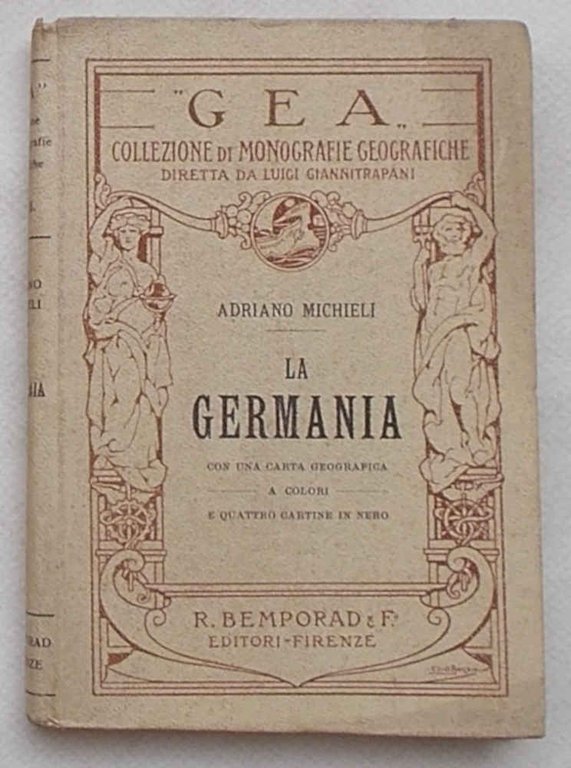 "GEA"
COLLEZIONE DI MONOGRAFIE GEOGRAFICHE
DIRETTA DA LUIGI GIANNITRAPANI
ADRIANO MICHIELI
LA
GERMANIA
CON UNA CARTA GEOGRAFICA
A COLORI
E QUATTRO CARTINE IN NERO
R. BEMPORAD & F.º
EDITORI-FIRENZE